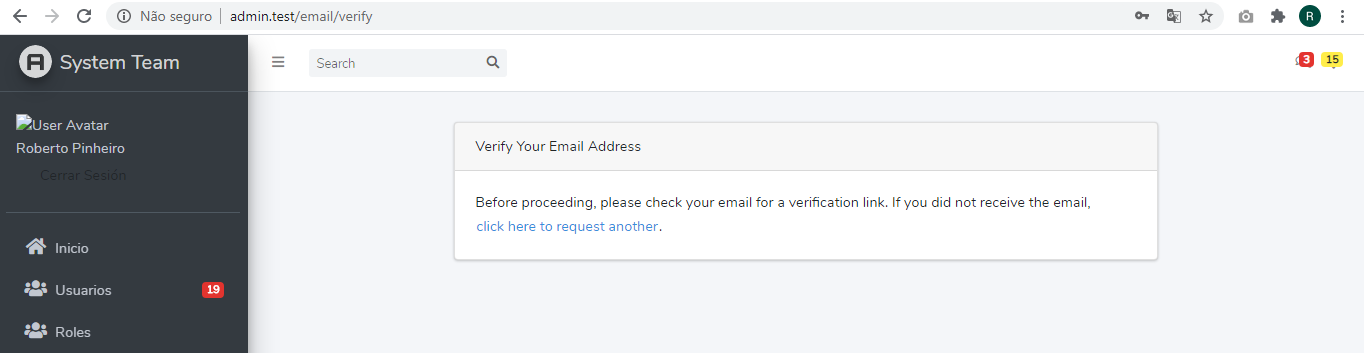 Não seguro | admin.test/email/verify
R
System Team
Search
3
15
User Avatar
Roberto Pinheiro
Cerrar Sesión
Inicio
Usuarios 19
Roles
Verify Your Email Address
Before proceeding, please check your email for a verification link. If you did not receive the email,
click here to request another.